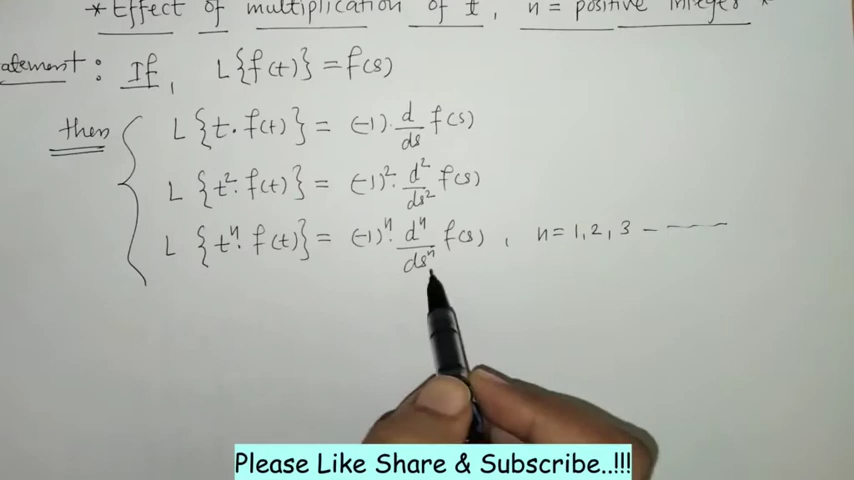 *Effect of multiplication of t, n = positive integer *
atement : If, L{f(t)} = f(s)
then L{t. f(t)} = (-1). d/ds f(s)
L{t². f(t)} = (-1)². d²/ds² f(s)
L{tⁿ. f(t)} = (-1)ⁿ. dⁿ/dsⁿ f(s), n = 1, 2, 3 - ----
Please Like Share & Subscribe..!!!